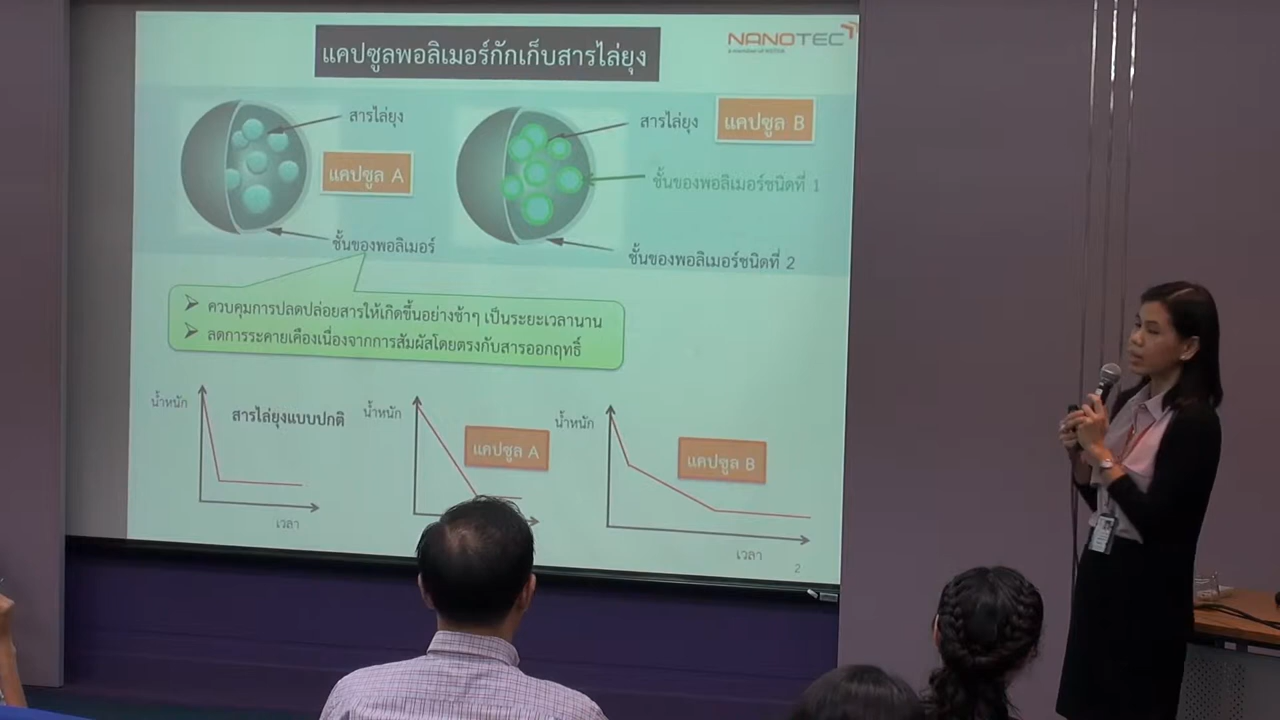 แคปซูลพอลิเมอร์กักเก็บสารไล่ยุง
NANOTEC
สารไล่ยุง
แคปซูล A
ชั้นของพอลิเมอร์
สารไล่ยุง
แคปซูล B
ชั้นของพอลิเมอร์ชนิดที่ 1
ชั้นของพอลิเมอร์ชนิดที่ 2
ควบคุมการปลดปล่อยสารให้เกิดขึ้นอย่างช้าๆ เป็นระยะเวลานาน
ลดการระคายเคืองเนื่องจากการสัมผัสโดยตรงกับสารออกฤทธิ์
น้ำหนัก
สารไล่ยุงแบบปกติ
เวลา
น้ำหนัก
แคปซูล A
น้ำหนัก
แคปซูล B
เวลา
2